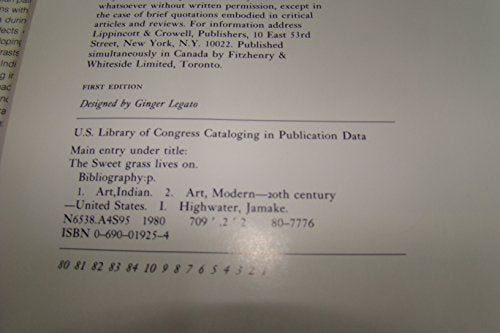 whatsoever without written permission, except in
the case of brief quotations embodied in critical
articles and reviews. For information address
Lippincott & Crowell, Publishers, 10 East 53rd
Street, New York, N.Y. 10022. Published
simultaneously in Canada by Fitzhenry &
Whiteside Limited, Toronto.
FIRST EDITION
Designed by Ginger Legato
U.S. Library of Congress Cataloging in Publication Data
Main entry under title:
The Sweet grass lives on.
Bibliography:p.
1. Art,Indian. 2. Art, Modern—20th century
—United States. I. Highwater, Jamake.
N6538.A4S95 1980 709'.2'2 80-7776
ISBN 0-690-01925-4
80 81 82 83 84 10 9 8 7 6 5 4 3 2 1